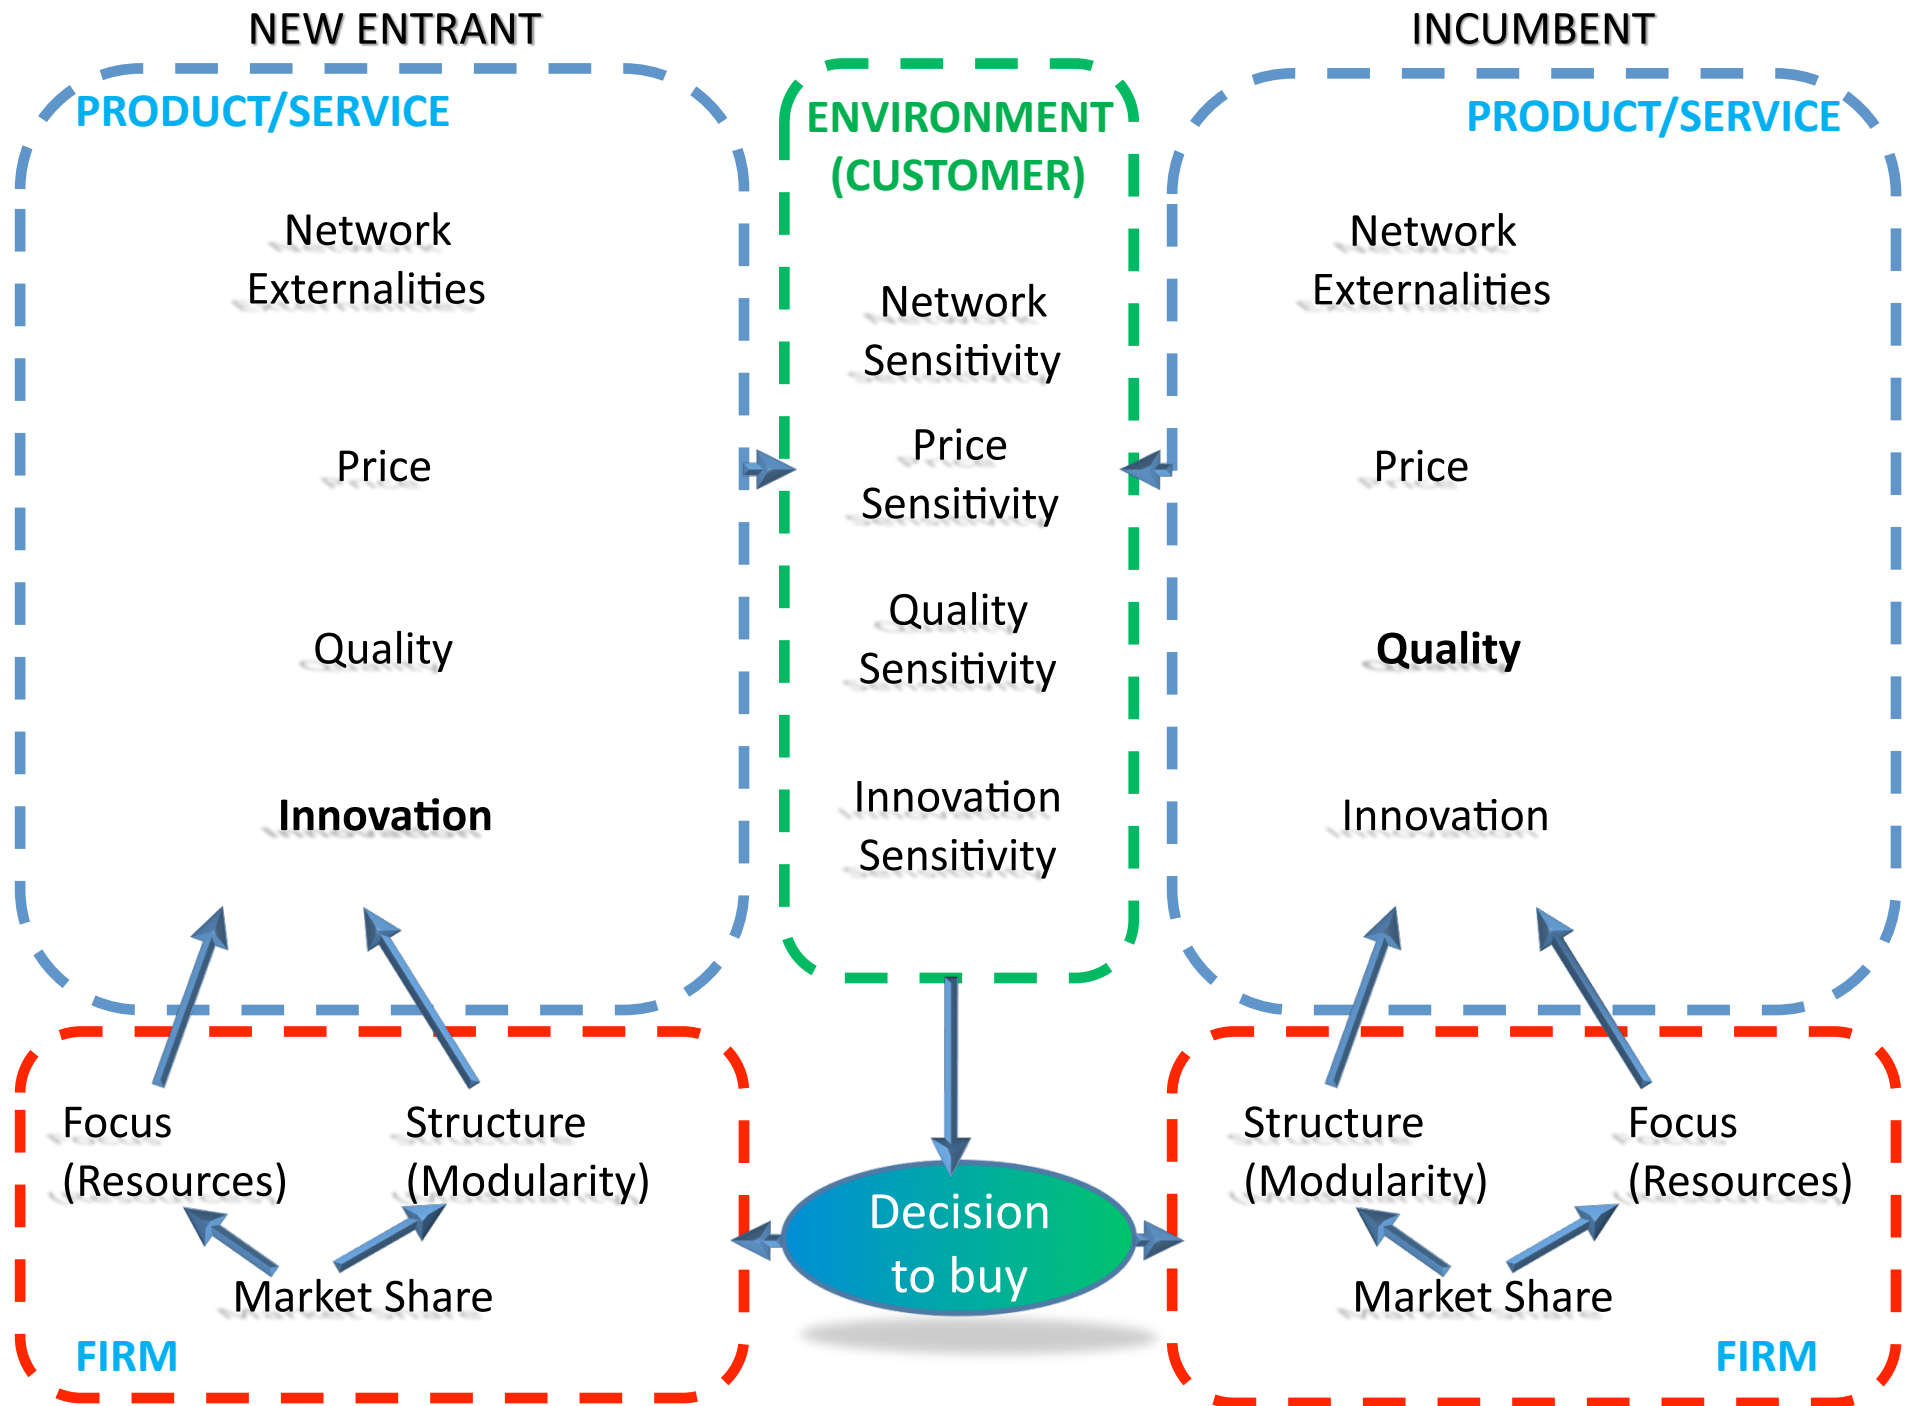 NEW ENTRANT
PRODUCT/SERVICE
Network
Externalities
Price
Quality
Innovation
Focus
(Resources)
Structure
(Modularity)
Market Share
FIRM
ENVIRONMENT
(CUSTOMER)
Network
Sensitivity
Price
Sensitivity
Quality
Sensitivity
Innovation
Sensitivity
Decision
to buy
INCUMBENT
PRODUCT/SERVICE
Network
Externalities
Price
Quality
Innovation
Structure
(Modularity)
Focus
(Resources)
Market Share
FIRM